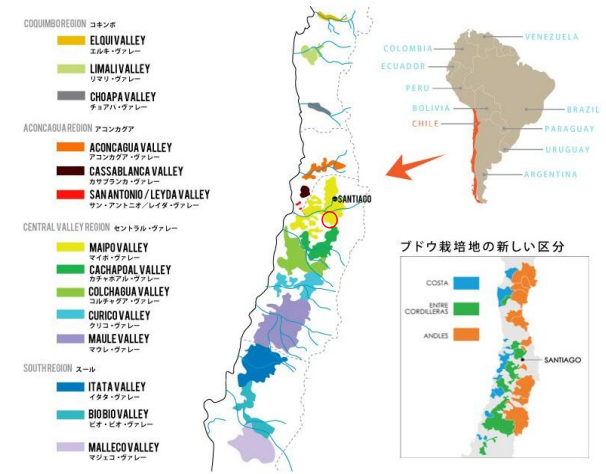 COQUIMBO REGION コキンボ
ELQUI VALLEY
エルキ・ヴァレー
LIMALI VALLEY
リマリ・ヴァレー
CHOAPA VALLEY
チョアパ・ヴァレー
ACONCAGUA REGION アコンカグア
ACONCAGUA VALLEY
アコンカグア・ヴァレー
CASSABLANCA VALLEY
カサブランカ・ヴァレー
SAN ANTONIO / LEYDA VALLEY
サン・アントニオ／レイダ・ヴァレー
CENTRAL VALLEY REGION セントラル・ヴァレー
MAIPO VALLEY
マイポ・ヴァレー
CACHAPOAL VALLEY
カチャポアル・ヴァレー
COLCHAGUA VALLEY
コルチャグア・ヴァレー
CURICO VALLEY
クリコ・ヴァレー
MAULE VALLEY
マウレ・ヴァレー
SOUTH REGION スール
ITATA VALLEY
イタタ・ヴァレー
BIO BIO VALLEY
ビオ・ビオ・ヴァレー
MALLECO VALLEY
マジェコ・ヴァレー
SANTIAGO
VENEZUELA
COLOMBIA
ECUADOR
PERU
BOLIVIA
BRAZIL
CHILE
PARAGUAY
URUGUAY
ARGENTINA
ブドウ栽培地の新しい区分
COSTA
ENTRE
CORDILLERAS
ANDLES
SANTIAGO